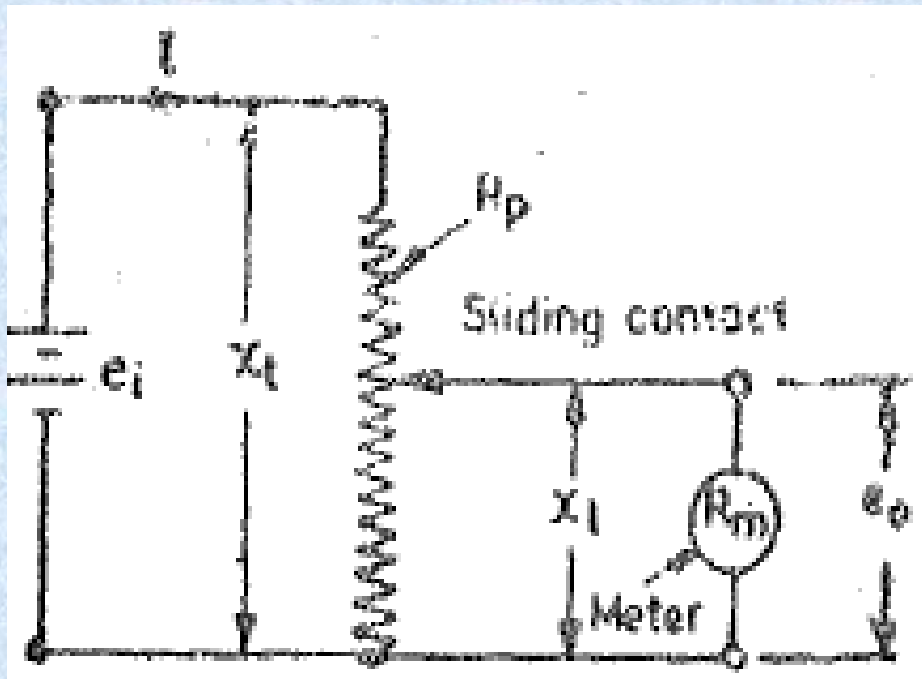 i
Rp
Sliding contact
ei
xt
xi
Rm
eo
Meter